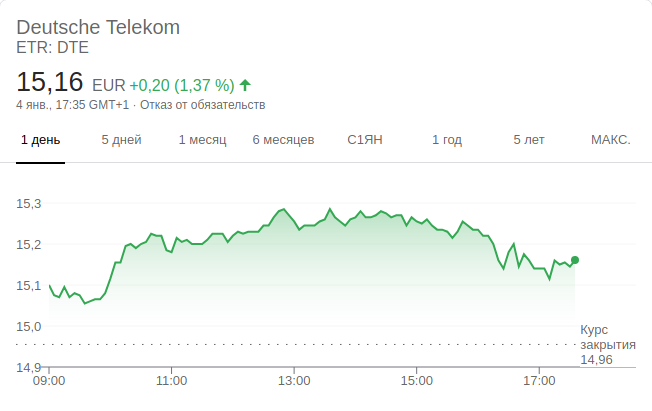 Deutsche Telekom
ETR: DTE
15,16 EUR +0,20 (1,37 %)
4 янв., 17:35 GMT+1 · Отказ от обязательств
1 день 5 дней 1 месяц 6 месяцев С1ЯН 1 год 5 лет МАКС.
15,3
15,2
15,1
15,0
Курс
закрытия
14,96
14,9
09:00 11:00 13:00 15:00 17:00